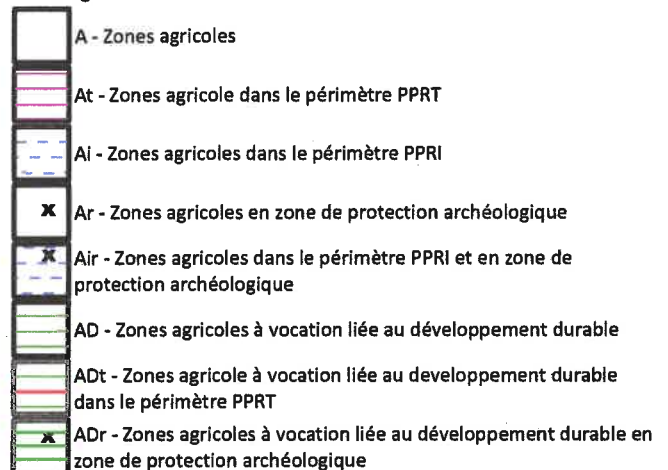 A - Zones agricoles
At - Zones agricole dans le périmètre PPRT
Ai - Zones agricoles dans le périmètre PPRI
x Ar - Zones agricoles en zone de protection archéologique
x Air - Zones agricoles dans le périmètre PPRI et en zone de
protection archéologique
AD - Zones agricoles à vocation liée au développement durable
ADt - Zones agricole à vocation liée au developpement durable
dans le périmètre PPRT
x ADr - Zones agricoles à vocation liée au développement durable en
zone de protection archéologique